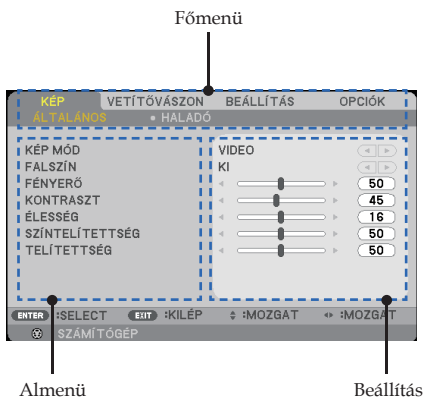 Főmenü
KÉP VETÍTŐVÁSZON BEÁLLÍTÁS OPCIÓK
ÁLTALÁNOS • HALADÓ
KÉP MÓD VIDEO
FALSZÍN KI
FÉNYERŐ 50
KONTRASZT 45
ÉLESSÉG 16
SZÍNTELÍTETTSÉG 50
TELÍTETTSÉG 50
ENTER :SELECT EXIT :KILÉP :MOZGAT :MOZGAT
SZÁMÍTÓGÉP
Almenü Beállítás